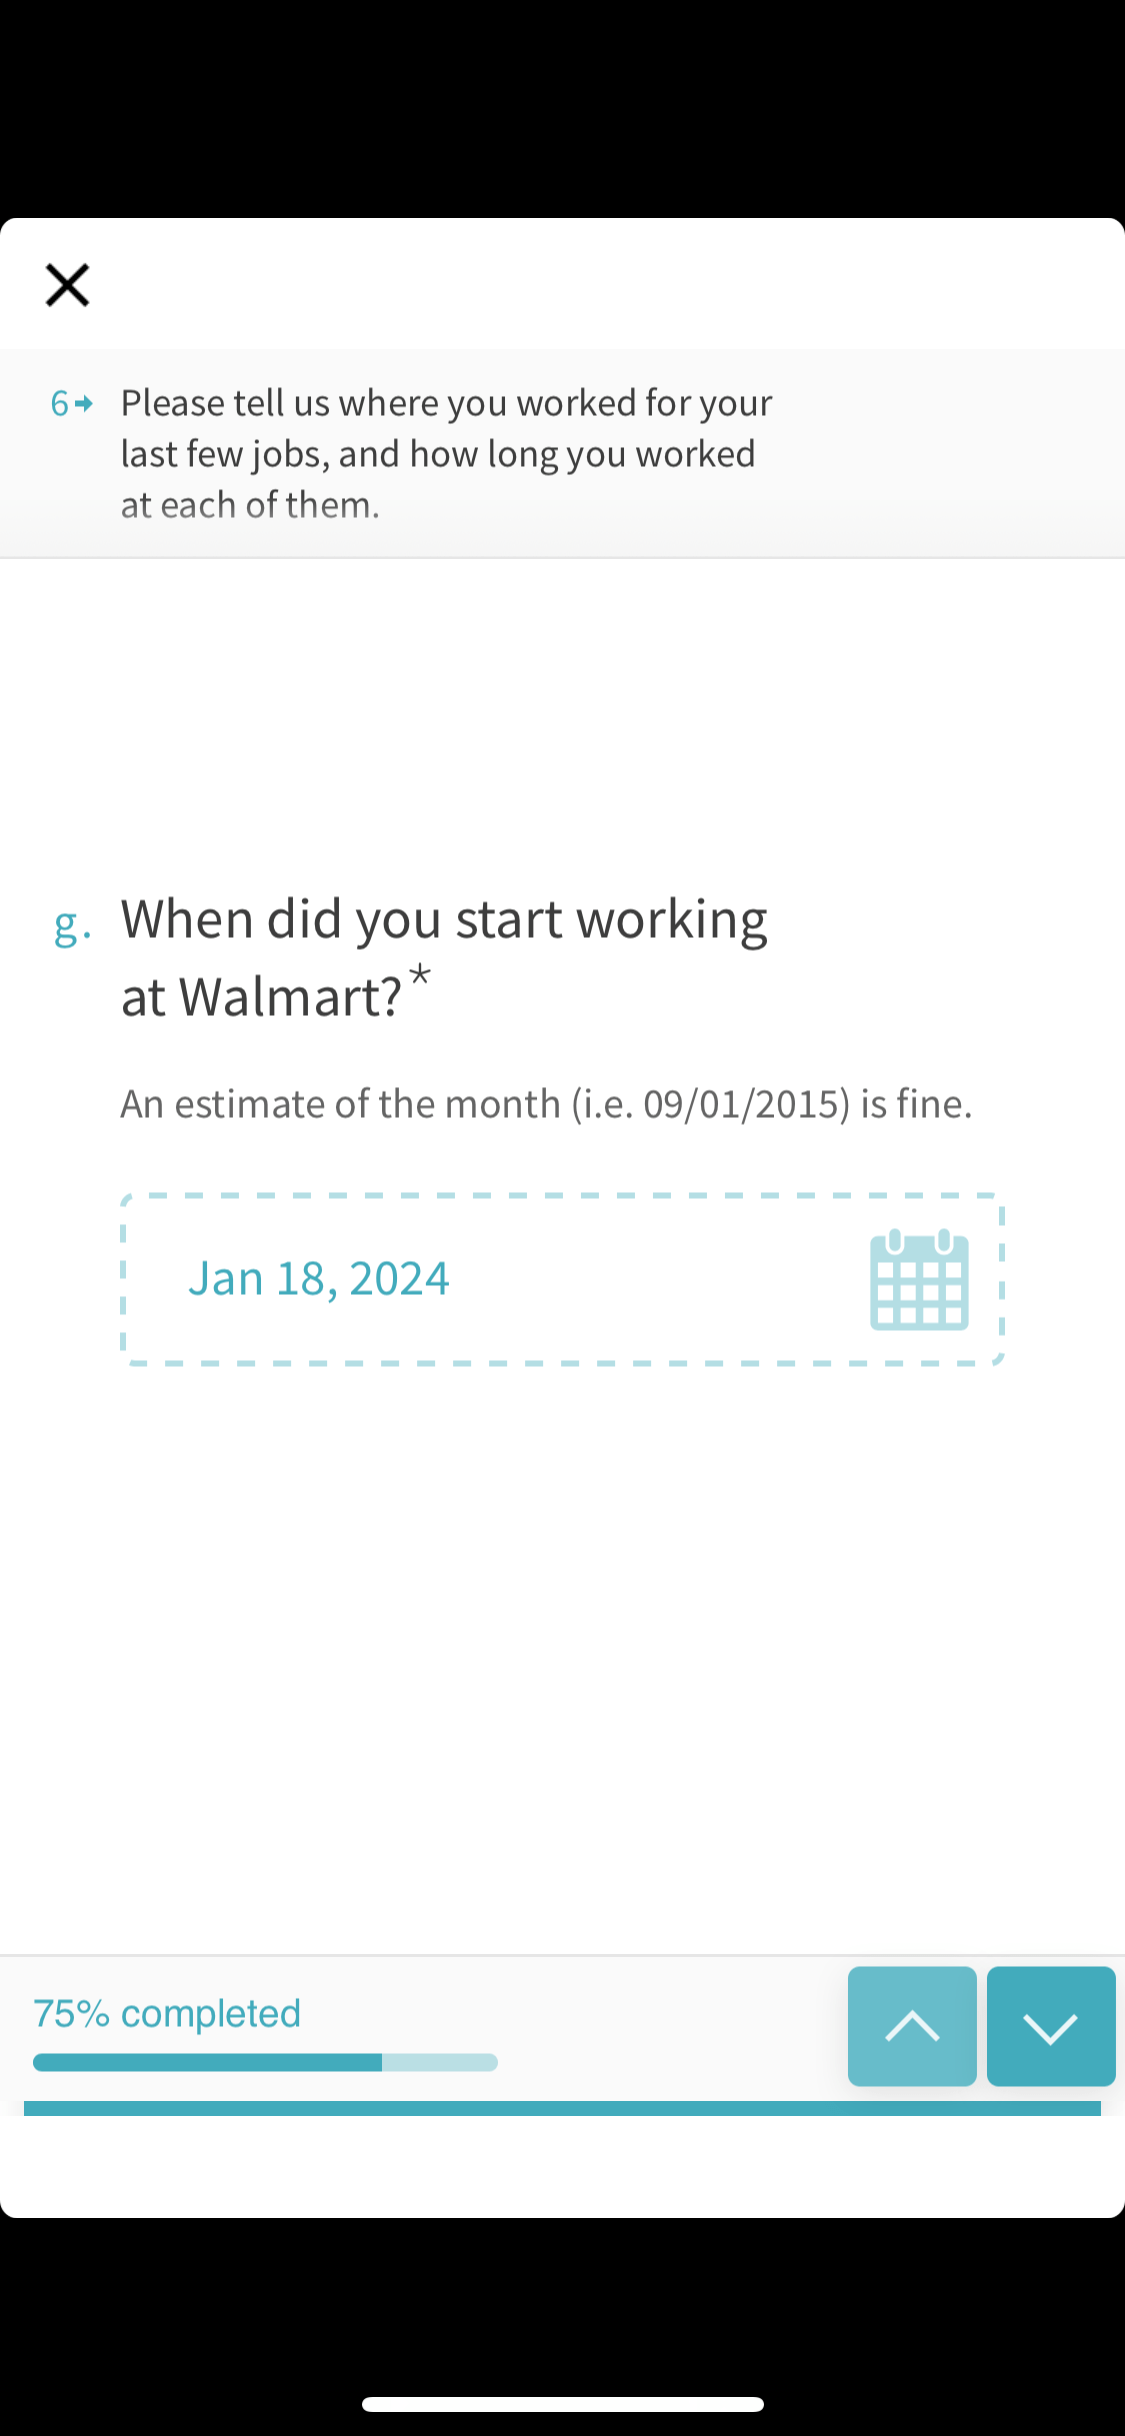 6 Please tell us where you worked for your
last few jobs, and how long you worked
at each of them.
g. When did you start working
at Walmart?*
An estimate of the month (i.e. 09/01/2015) is fine.
Jan 18, 2024
75% completed